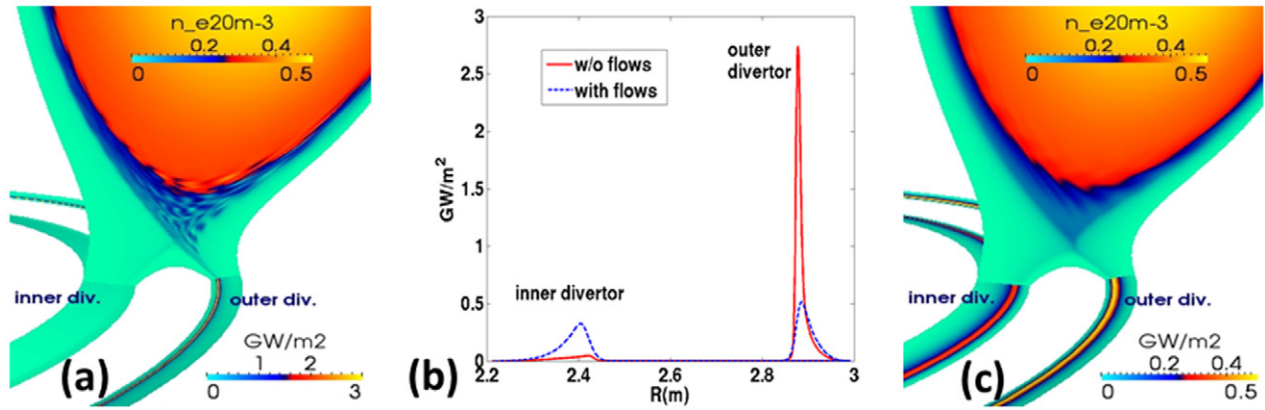 n_e20m-3
0.2 0.4
0 0.5
inner div.
outer div.
GW/m2
1 2
0 3
(a)
3
2.5
2
1.5
1
0.5
0
GW/m²
w/o flows
with flows
outer
divertor
inner divertor
2.2 2.4 2.6 2.8 3
R(m)
(b)
n_e20m-3
0.2 0.4
0 0.5
inner div.
outer div.
GW/m2
0.2 0.4
0 0.5
(c)